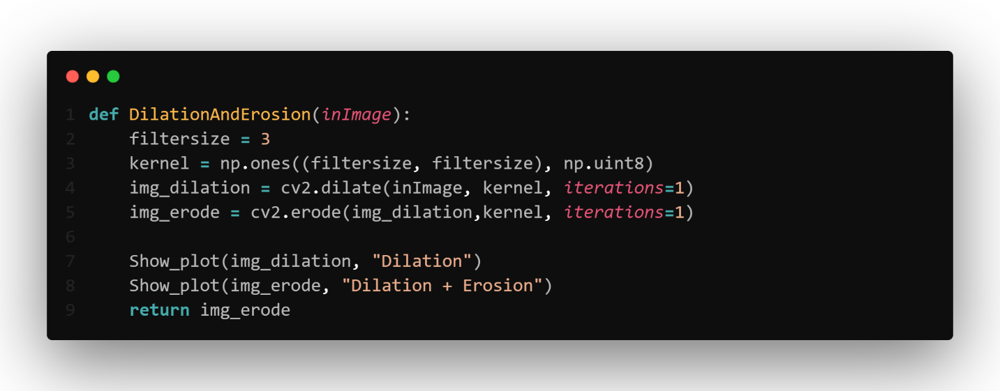 1 def DilationAndErosion(inImage):
2     filtersize = 3
3     kernel = np.ones((filtersize, filtersize), np.uint8)
4     img_dilation = cv2.dilate(inImage, kernel, iterations=1)
5     img_erode = cv2.erode(img_dilation,kernel, iterations=1)
6
7     Show_plot(img_dilation, "Dilation")
8     Show_plot(img_erode, "Dilation + Erosion")
9     return img_erode